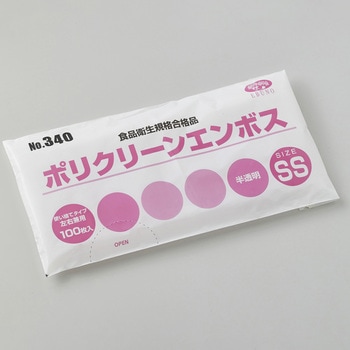 No.340
食品衛生規格合格品
ポリクリーンエンボス
使い捨てタイプ
左右兼用
100枚入
半透明
SIZE
SS
OPEN